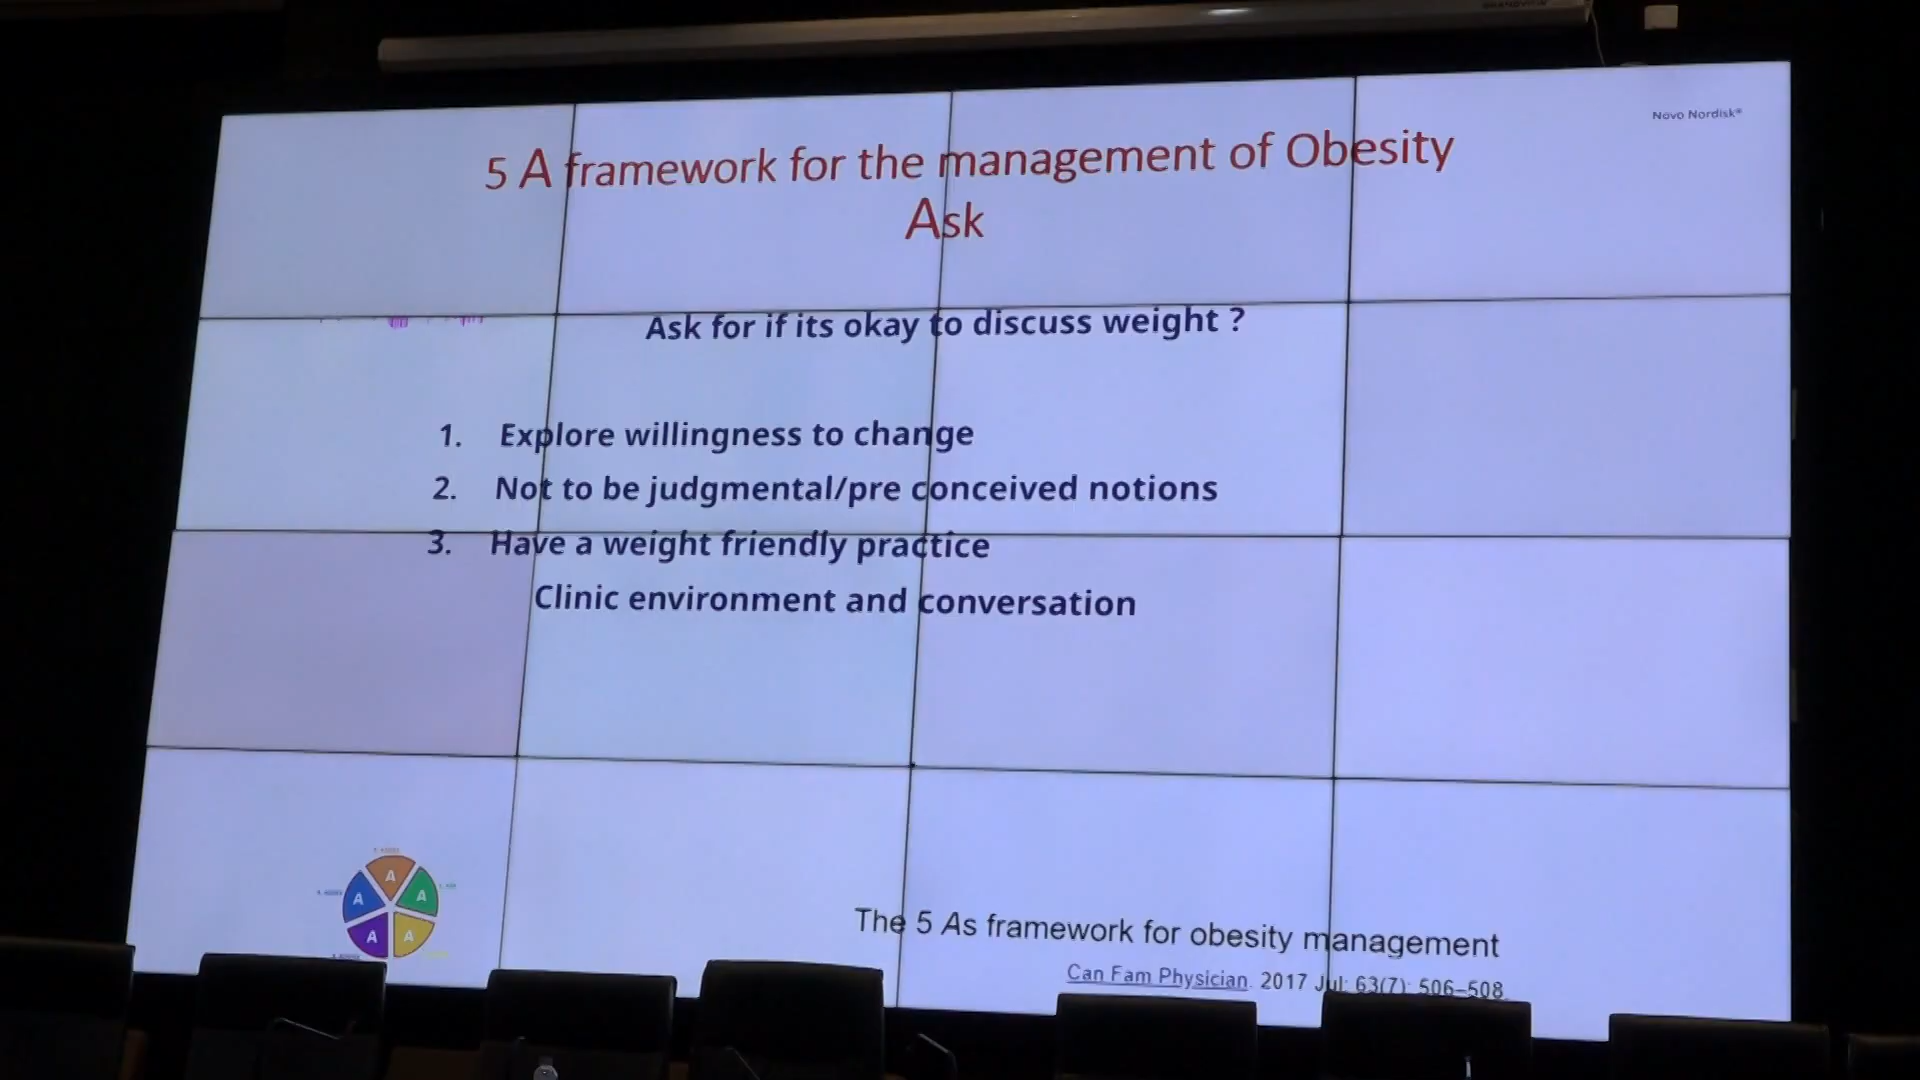 GRANDVIEW
Novo Nordisk®
5 A framework for the management of Obesity
Ask
Ask for if its okay to discuss weight ?
1. Explore willingness to change
2. Not to be judgmental/pre conceived notions
3. Have a weight friendly practice
Clinic environment and conversation
A
A
A
A
A
The 5 As framework for obesity management
Can Fam Physician. 2017 Jul; 63(7): 506–508